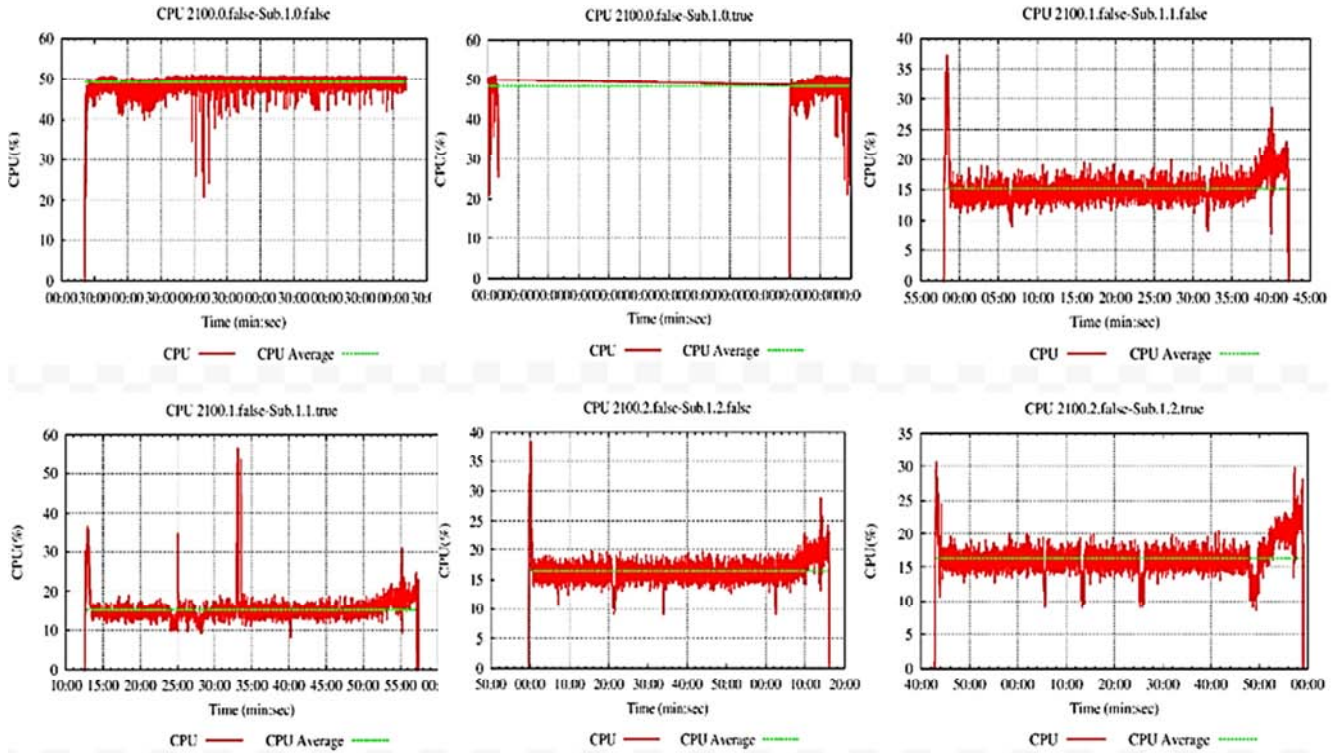 CPU 2100.0.false-Sub.1.0.false
60
50
40
30
20
10
0
CPU(%)
Time (min:sec)
CPU
CPU Average
CPU 2100.0.false-Sub.1.0.true
60
50
40
30
20
10
0
CPU(%)
Time (min:sec)
CPU
CPU Average
CPU 2100.1.false-Sub.1.1.false
40
35
30
25
20
15
10
5
0
CPU(%)
55:00 00:00 05:00 10:00 15:00 20:00 25:00 30:00 35:00 40:00 45:00
Time (min:sec)
CPU
CPU Average
CPU 2100.1.false-Sub.1.1.true
60
50
40
30
20
10
0
CPU(%)
10:00 15:00 20:00 25:00 30:00 35:00 40:00 45:00 50:00 55:00 00:
Time (min:sec)
CPU
CPU Average
CPU 2100.2.false-Sub.1.2.false
40
35
30
25
20
15
10
5
0
CPU(%)
50:00 00:00 10:00 20:00 30:00 40:00 50:00 00:00 10:00 20:00
Time (min:sec)
CPU
CPU Average
CPU 2100.2.false-Sub.1.2.true
35
30
25
20
15
10
5
0
CPU(%)
40:00 50:00 00:00 10:00 20:00 30:00 40:00 50:00 00:00
Time (min:sec)
CPU
CPU Average